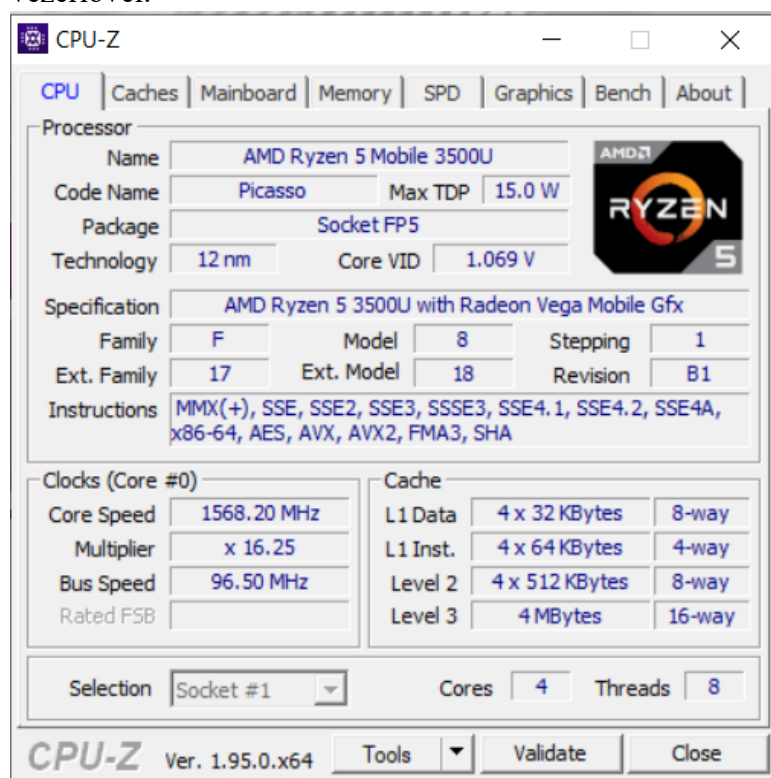 CPU-Z
CPU Caches Mainboard Memory SPD Graphics Bench About
Processor
Name AMD Ryzen 5 Mobile 3500U
Code Name Picasso Max TDP 15.0 W
Package Socket FP5
Technology 12 nm Core VID 1.069 V
AMD
RYZEN
5
Specification AMD Ryzen 5 3500U with Radeon Vega Mobile Gfx
Family F Model 8 Stepping 1
Ext. Family 17 Ext. Model 18 Revision B1
Instructions MMX(+), SSE, SSE2, SSE3, SSSE3, SSE4.1, SSE4.2, SSE4A,
x86-64, AES, AVX, AVX2, FMA3, SHA
Clocks (Core #0)
Core Speed 1568.20 MHz
Multiplier x 16.25
Bus Speed 96.50 MHz
Rated FSB
Cache
L1 Data 4 x 32 KBytes 8-way
L1 Inst. 4 x 64 KBytes 4-way
Level 2 4 x 512 KBytes 8-way
Level 3 4 MBytes 16-way
Selection Socket #1 Cores 4 Threads 8
CPU-Z Ver. 1.95.0.x64 Tools Validate Close